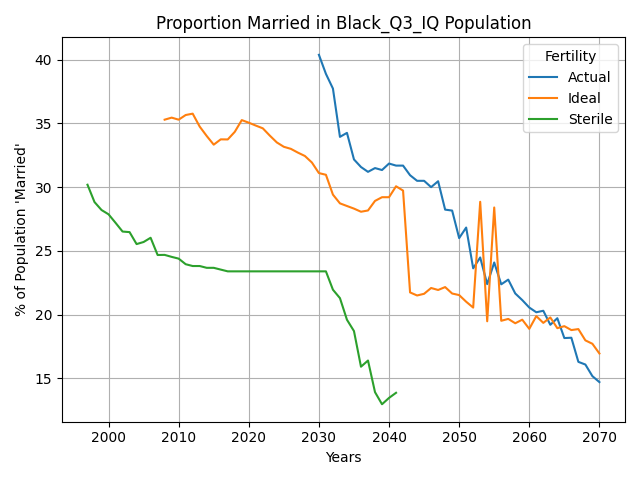 Proportion Married in Black_Q3_IQ Population
% of Population 'Married'
40
35
30
25
20
15
Fertility
Actual
Ideal
Sterile
2000 2010 2020 2030 2040 2050 2060 2070
Years